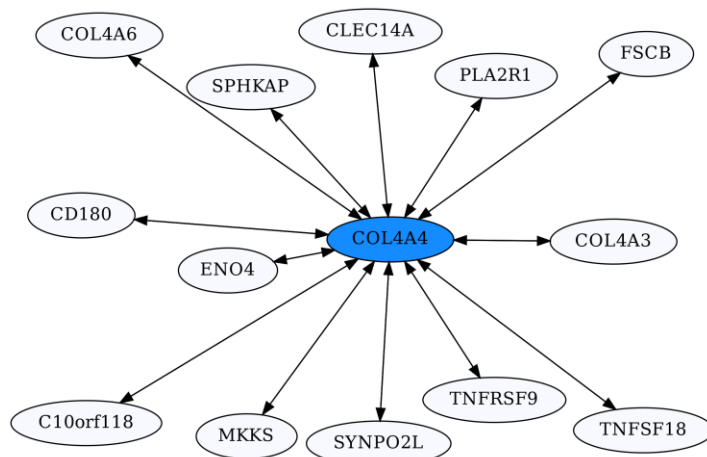 COL4A6
CLEC14A
FSCB
SPHKAP
PLA2R1
CD180
COL4A4
COL4A3
ENO4
C10orf118
MKKS
SYNPO2L
TNFRSF9
TNFSF18